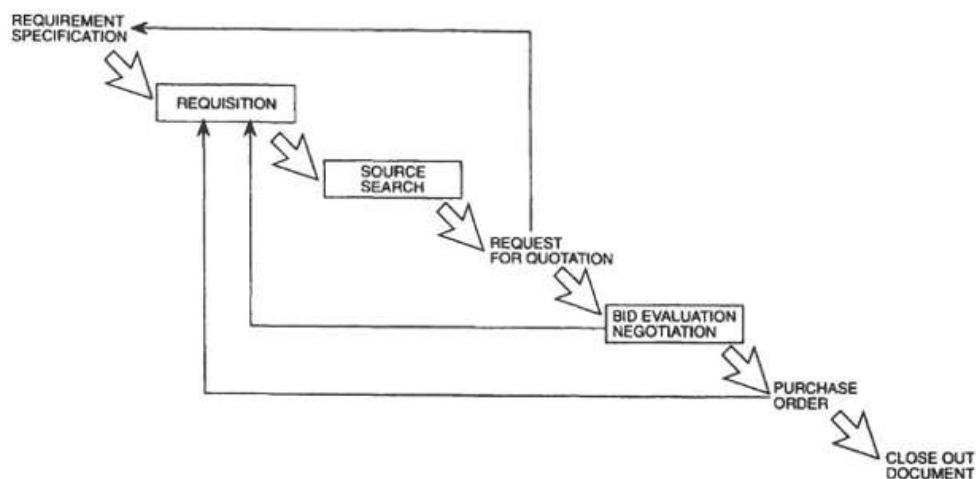 REQUIREMENT
SPECIFICATION
REQUISITION
SOURCE
SEARCH
REQUEST
FOR QUOTATION
BID EVALUATION
NEGOTIATION
PURCHASE
ORDER
CLOSE OUT
DOCUMENT